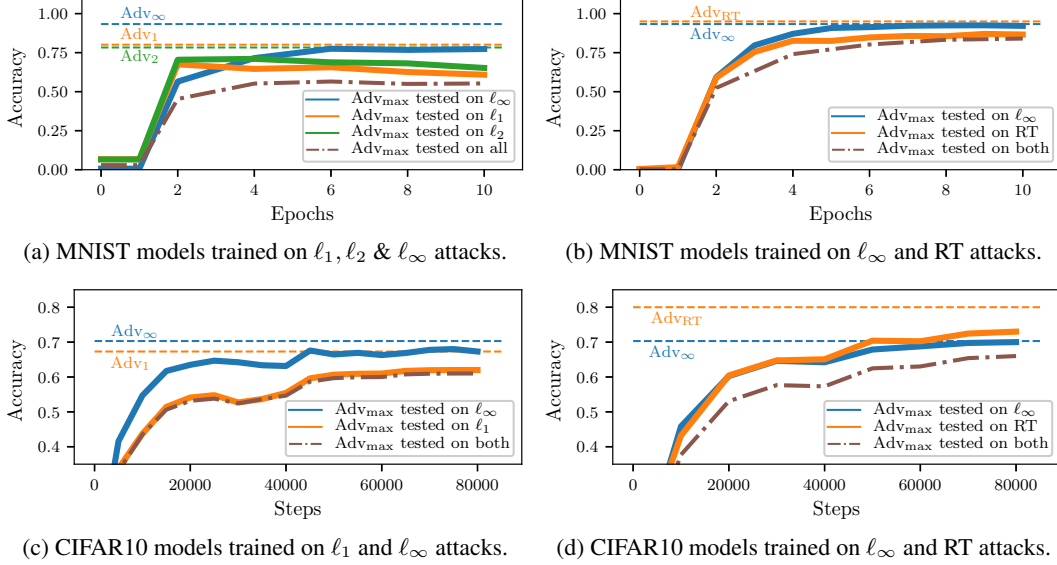 1.00
0.75
0.50
0.25
0.00
Accuracy
Adv∞
Adv₁
Adv₂
Advₘₐₓ tested on ℓ∞
Advₘₐₓ tested on ℓ₁
Advₘₐₓ tested on ℓ₂
Advₘₐₓ tested on all
0 2 4 6 8 10
Epochs
(a) MNIST models trained on ℓ₁, ℓ₂ & ℓ∞ attacks.
1.00
0.75
0.50
0.25
0.00
Accuracy
Adv_RT
Adv∞
Advₘₐₓ tested on ℓ∞
Advₘₐₓ tested on RT
Advₘₐₓ tested on both
0 2 4 6 8 10
Epochs
(b) MNIST models trained on ℓ∞ and RT attacks.
0.8
0.7
0.6
0.5
0.4
Accuracy
Adv∞
Adv₁
Advₘₐₓ tested on ℓ∞
Advₘₐₓ tested on ℓ₁
Advₘₐₓ tested on both
0 20000 40000 60000 80000
Steps
(c) CIFAR10 models trained on ℓ₁ and ℓ∞ attacks.
0.8
0.7
0.6
0.5
0.4
Accuracy
Adv_RT
Adv∞
Advₘₐₓ tested on ℓ∞
Advₘₐₓ tested on RT
Advₘₐₓ tested on both
0 20000 40000 60000 80000
Steps
(d) CIFAR10 models trained on ℓ∞ and RT attacks.